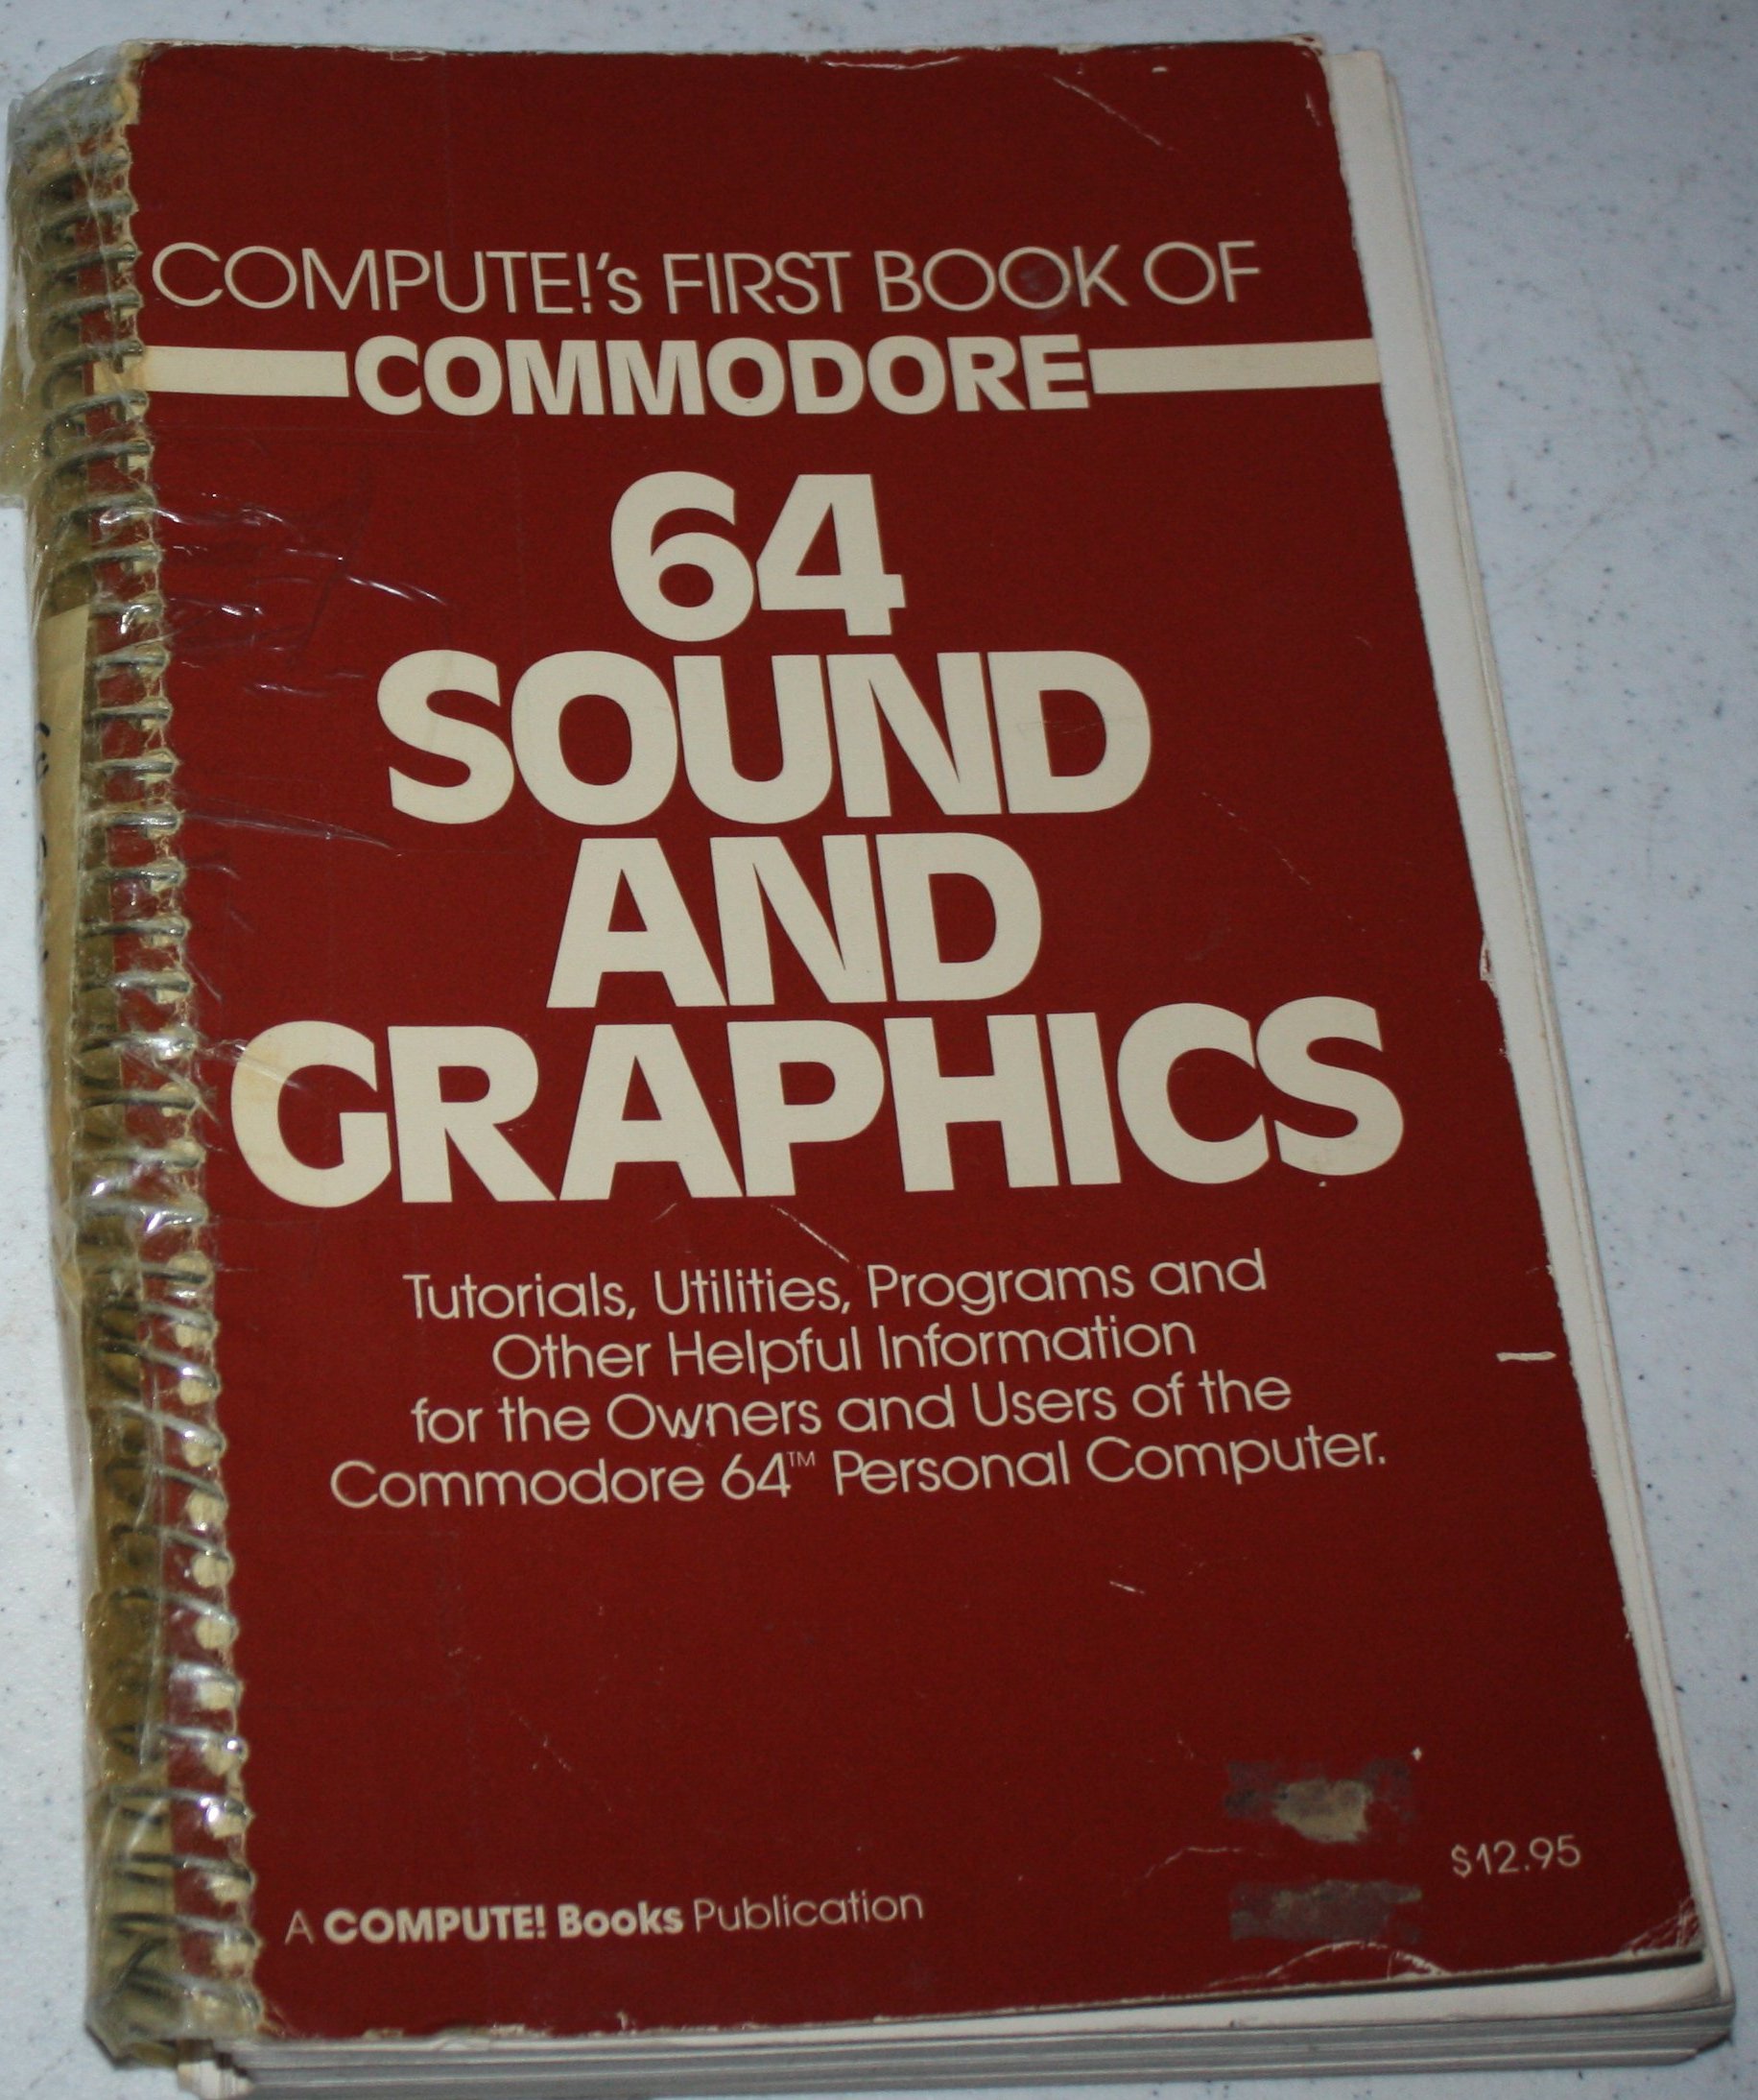 COMPUTE!'s FIRST BOOK OF
COMMODORE
64
SOUND
AND
GRAPHICS
Tutorials, Utilities, Programs and
Other Helpful Information
for the Owners and Users of the
Commodore 64™ Personal Computer.
$12.95
A COMPUTE! Books Publication